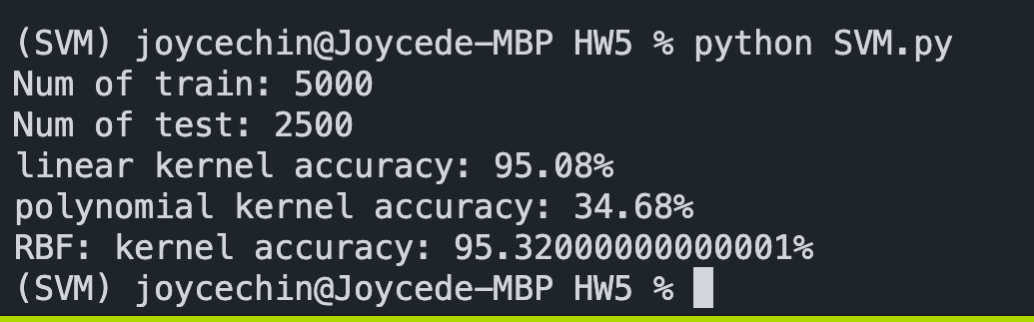 (SVM) joycechin@Joycede-MBP HW5 % python SVM.py
Num of train: 5000
Num of test: 2500
linear kernel accuracy: 95.08%
polynomial kernel accuracy: 34.68%
RBF: kernel accuracy: 95.32000000000001%
(SVM) joycechin@Joycede-MBP HW5 %